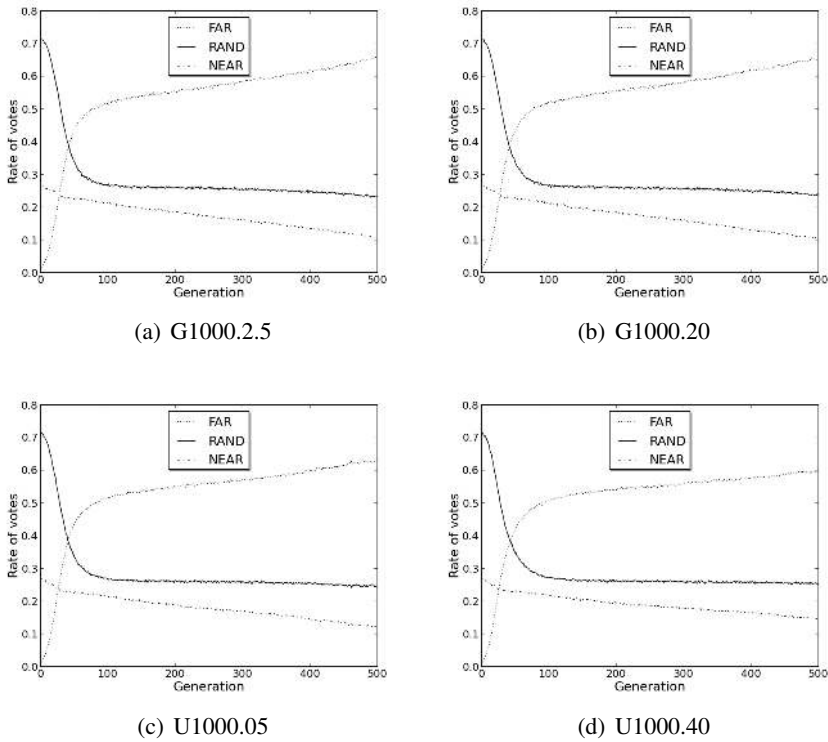 0.8
0.7
0.6
0.5
0.4
0.3
0.2
0.1
0.0
Rate of votes
FAR
RAND
NEAR
0 100 200 300 400 500
Generation
(a) G1000.2.5
0.8
0.7
0.6
0.5
0.4
0.3
0.2
0.1
0.0
Rate of votes
FAR
RAND
NEAR
0 100 200 300 400 500
Generation
(b) G1000.20
0.8
0.7
0.6
0.5
0.4
0.3
0.2
0.1
0.0
Rate of votes
FAR
RAND
NEAR
0 100 200 300 400 500
Generation
(c) U1000.05
0.8
0.7
0.6
0.5
0.4
0.3
0.2
0.1
0.0
Rate of votes
FAR
RAND
NEAR
0 100 200 300 400 500
Generation
(d) U1000.40